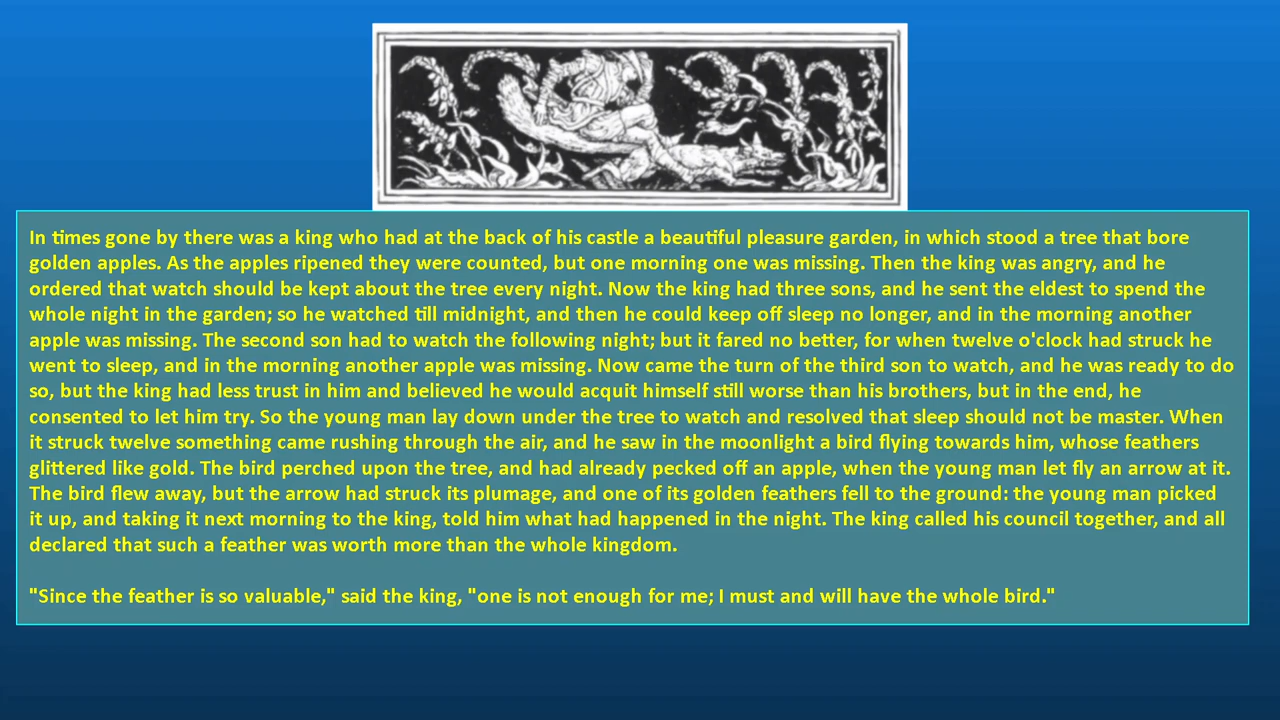 In times gone by there was a king who had at the back of his castle a beautiful pleasure garden, in which stood a tree that bore
golden apples. As the apples ripened they were counted, but one morning one was missing. Then the king was angry, and he
ordered that watch should be kept about the tree every night. Now the king had three sons, and he sent the eldest to spend the
whole night in the garden; so he watched till midnight, and then he could keep off sleep no longer, and in the morning another
apple was missing. The second son had to watch the following night; but it fared no better, for when twelve o'clock had struck he
went to sleep, and in the morning another apple was missing. Now came the turn of the third son to watch, and he was ready to do
so, but the king had less trust in him and believed he would acquit himself still worse than his brothers, but in the end, he
consented to let him try. So the young man lay down under the tree to watch and resolved that sleep should not be master. When
it struck twelve something came rushing through the air, and he saw in the moonlight a bird flying towards him, whose feathers
glittered like gold. The bird perched upon the tree, and had already pecked off an apple, when the young man let fly an arrow at it.
The bird flew away, but the arrow had struck its plumage, and one of its golden feathers fell to the ground: the young man picked
it up, and taking it next morning to the king, told him what had happened in the night. The king called his council together, and all
declared that such a feather was worth more than the whole kingdom.
"Since the feather is so valuable," said the king, "one is not enough for me; I must and will have the whole bird."